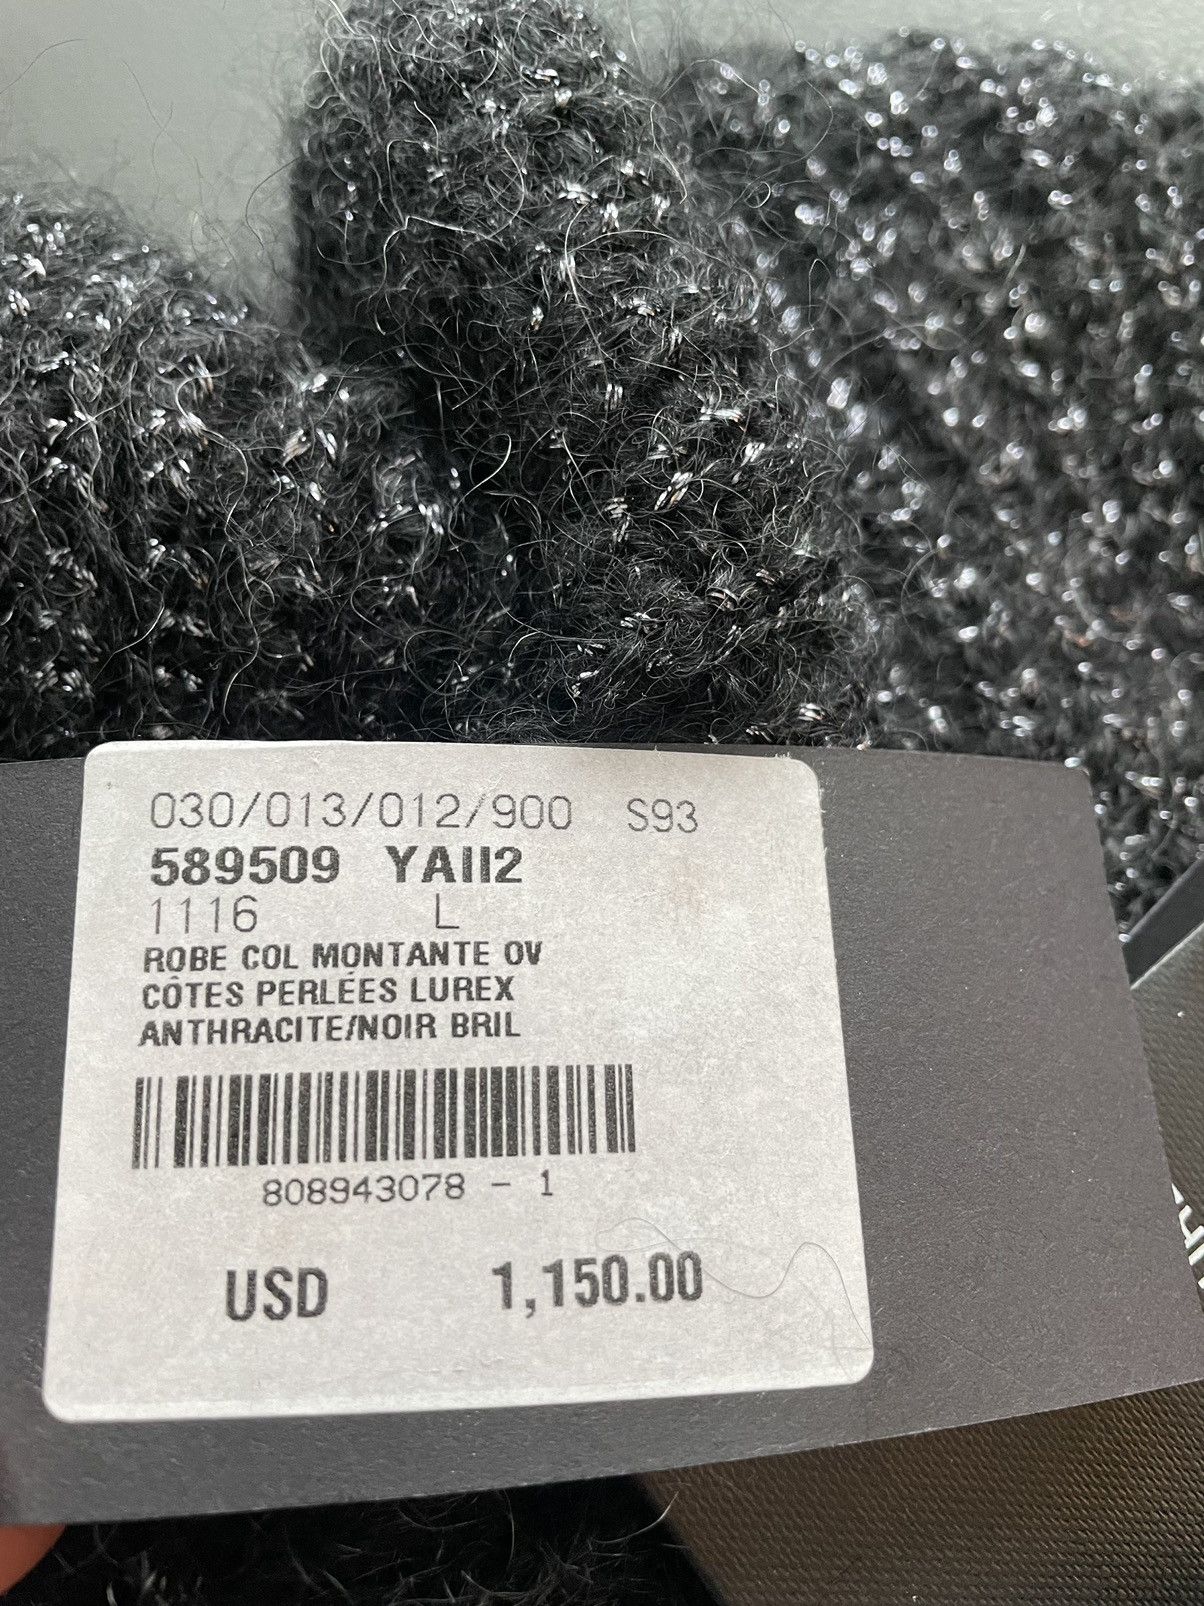 030/013/012/900 S93
589509 YAII2
1116 L
ROBE COL MONTANTE OV
CÔTES PERLÉES LUREX
ANTHRACITE/NOIR BRIL
808943078 - 1
USD 1,150.00